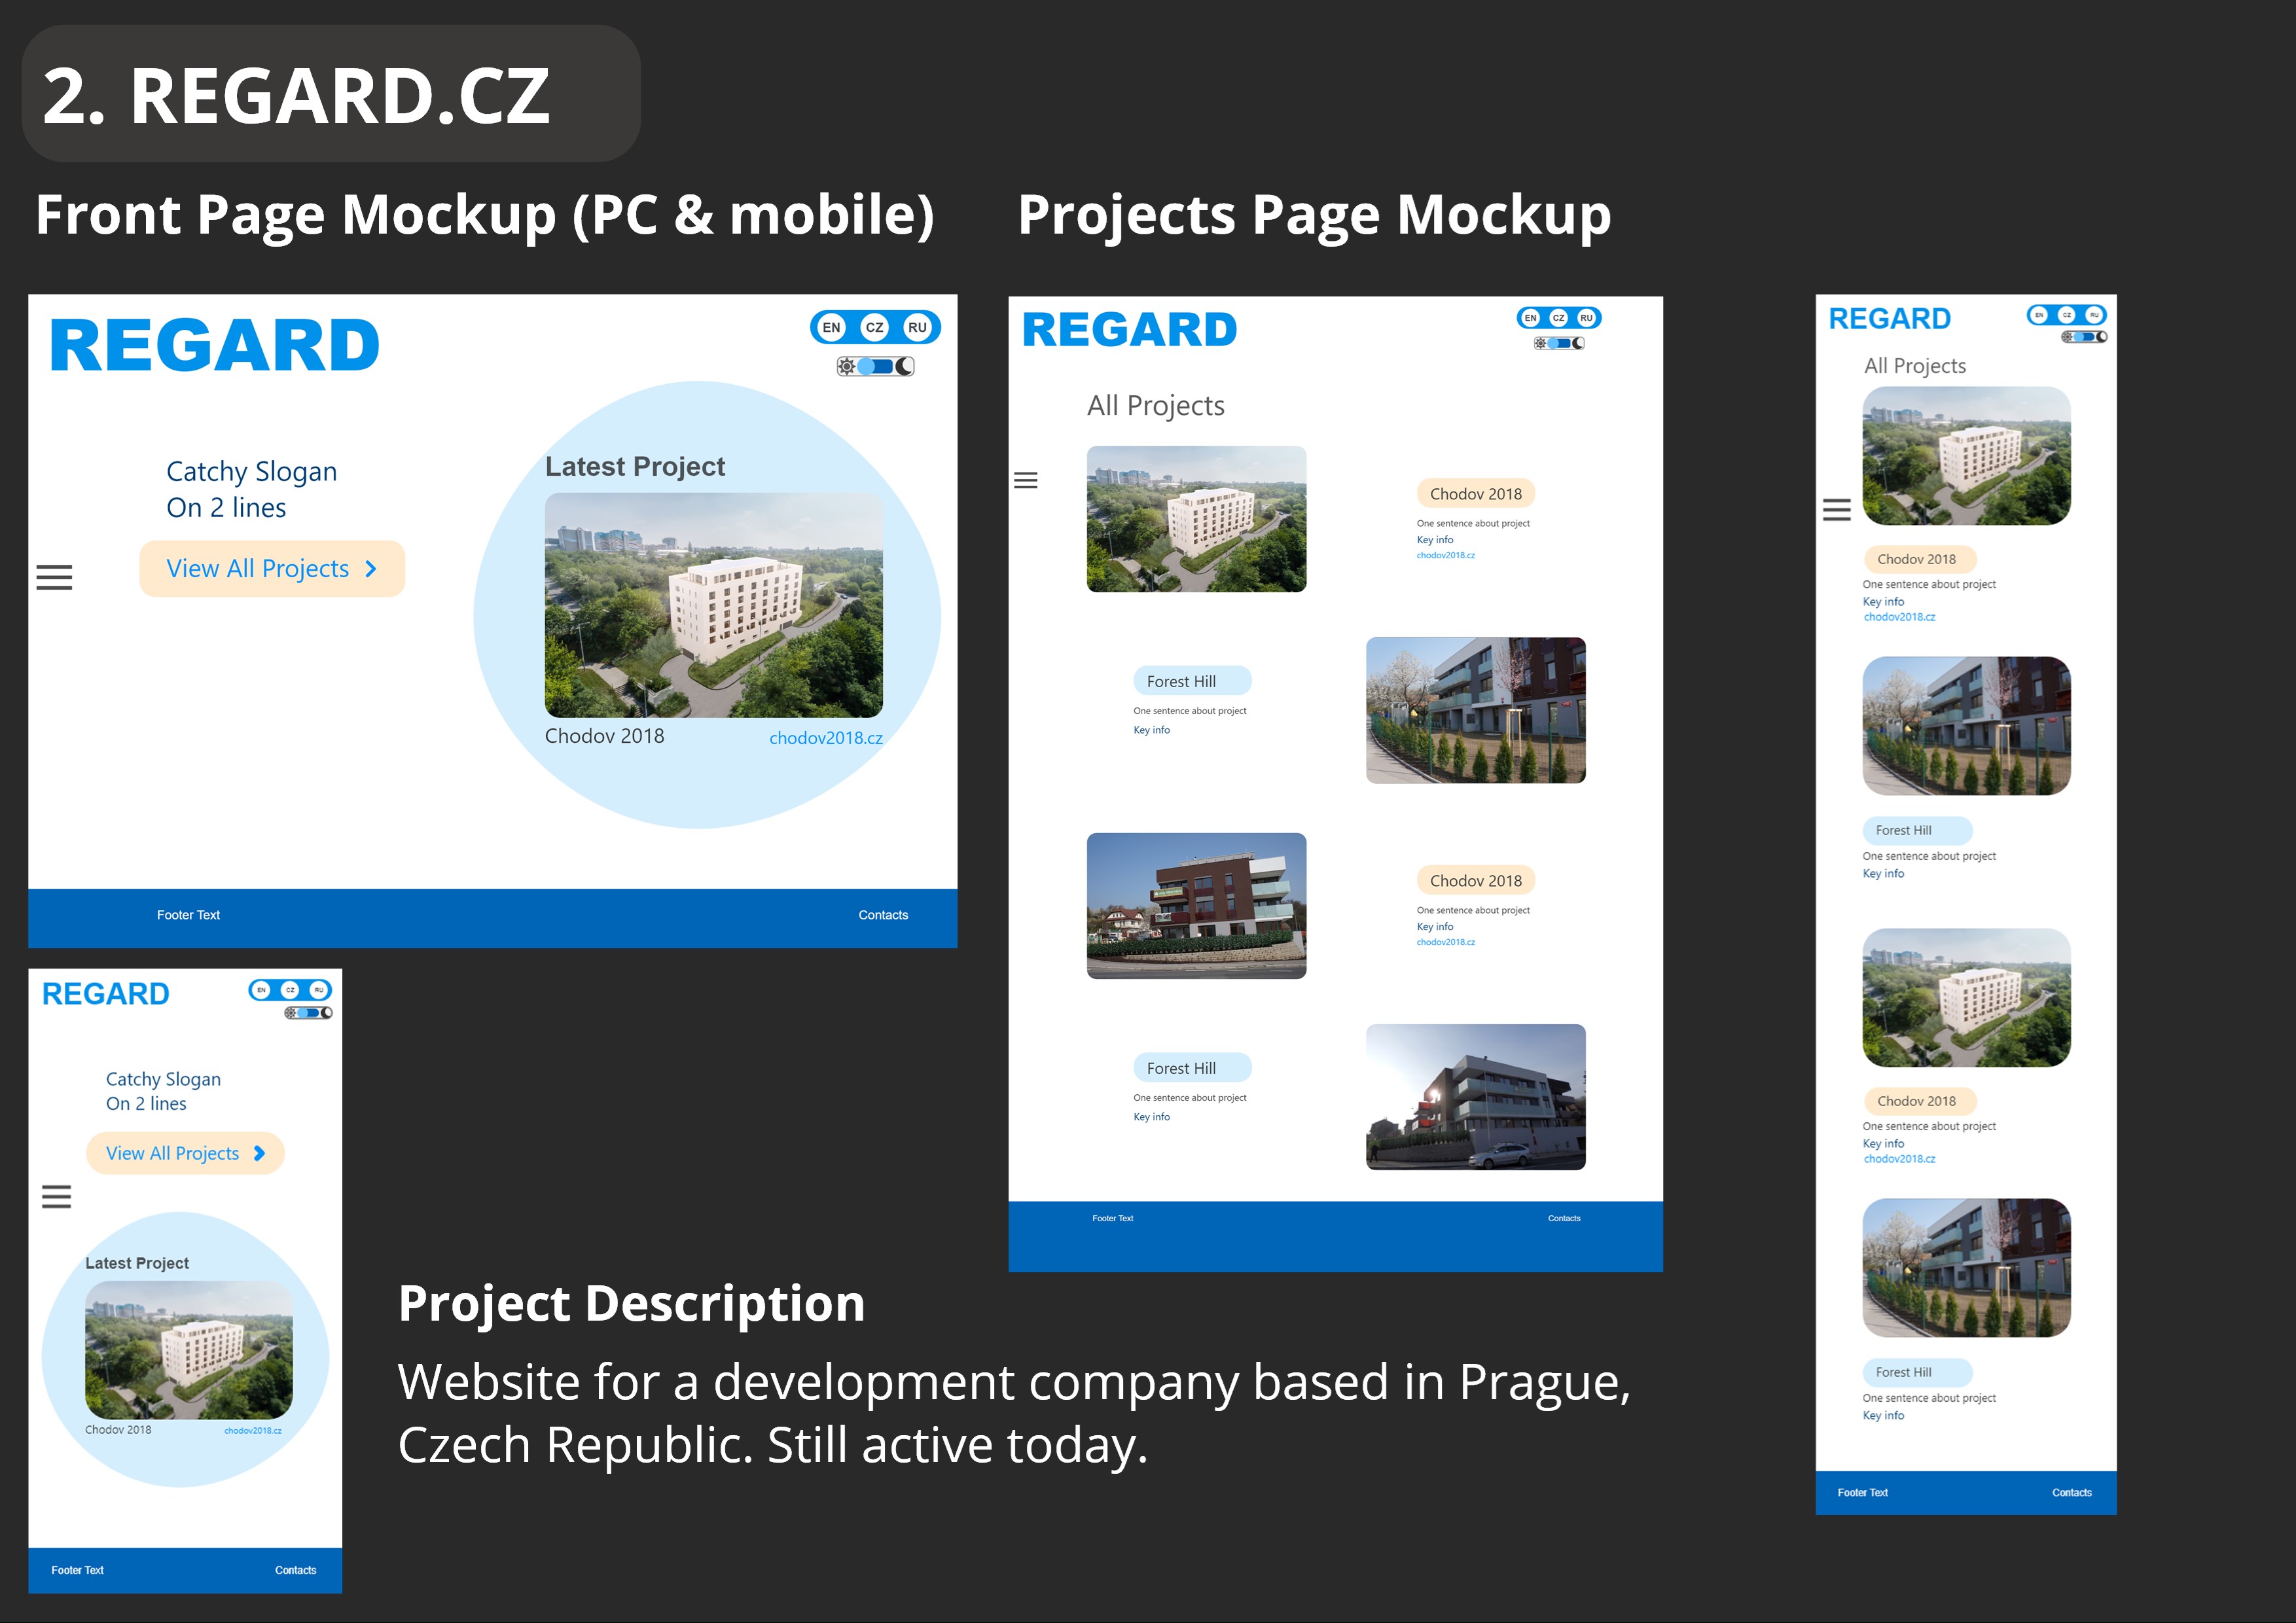 2. REGARD.CZ
Front Page Mockup (PC & mobile)
REGARD
EN CZ RU
Catchy Slogan
On 2 lines
View All Projects
Latest Project
Chodov 2018
chodov2018.cz
Footer Text
Contacts
REGARD
EN CZ RU
Catchy Slogan
On 2 lines
View All Projects
Latest Project
Chodov 2018
chodov2018.cz
Footer Text
Contacts
Projects Page Mockup
REGARD
EN CZ RU
All Projects
Chodov 2018
One sentence about project
Key info
chodov2018.cz
Forest Hill
One sentence about project
Key info
Chodov 2018
One sentence about project
Key info
chodov2018.cz
Forest Hill
One sentence about project
Key info
Footer Text
Contacts
REGARD
EN CZ RU
All Projects
Chodov 2018
One sentence about project
Key info
chodov2018.cz
Forest Hill
One sentence about project
Key info
Chodov 2018
One sentence about project
Key info
chodov2018.cz
Forest Hill
One sentence about project
Key info
Footer Text
Contacts
Project Description
Website for a development company based in Prague,
Czech Republic. Still active today.